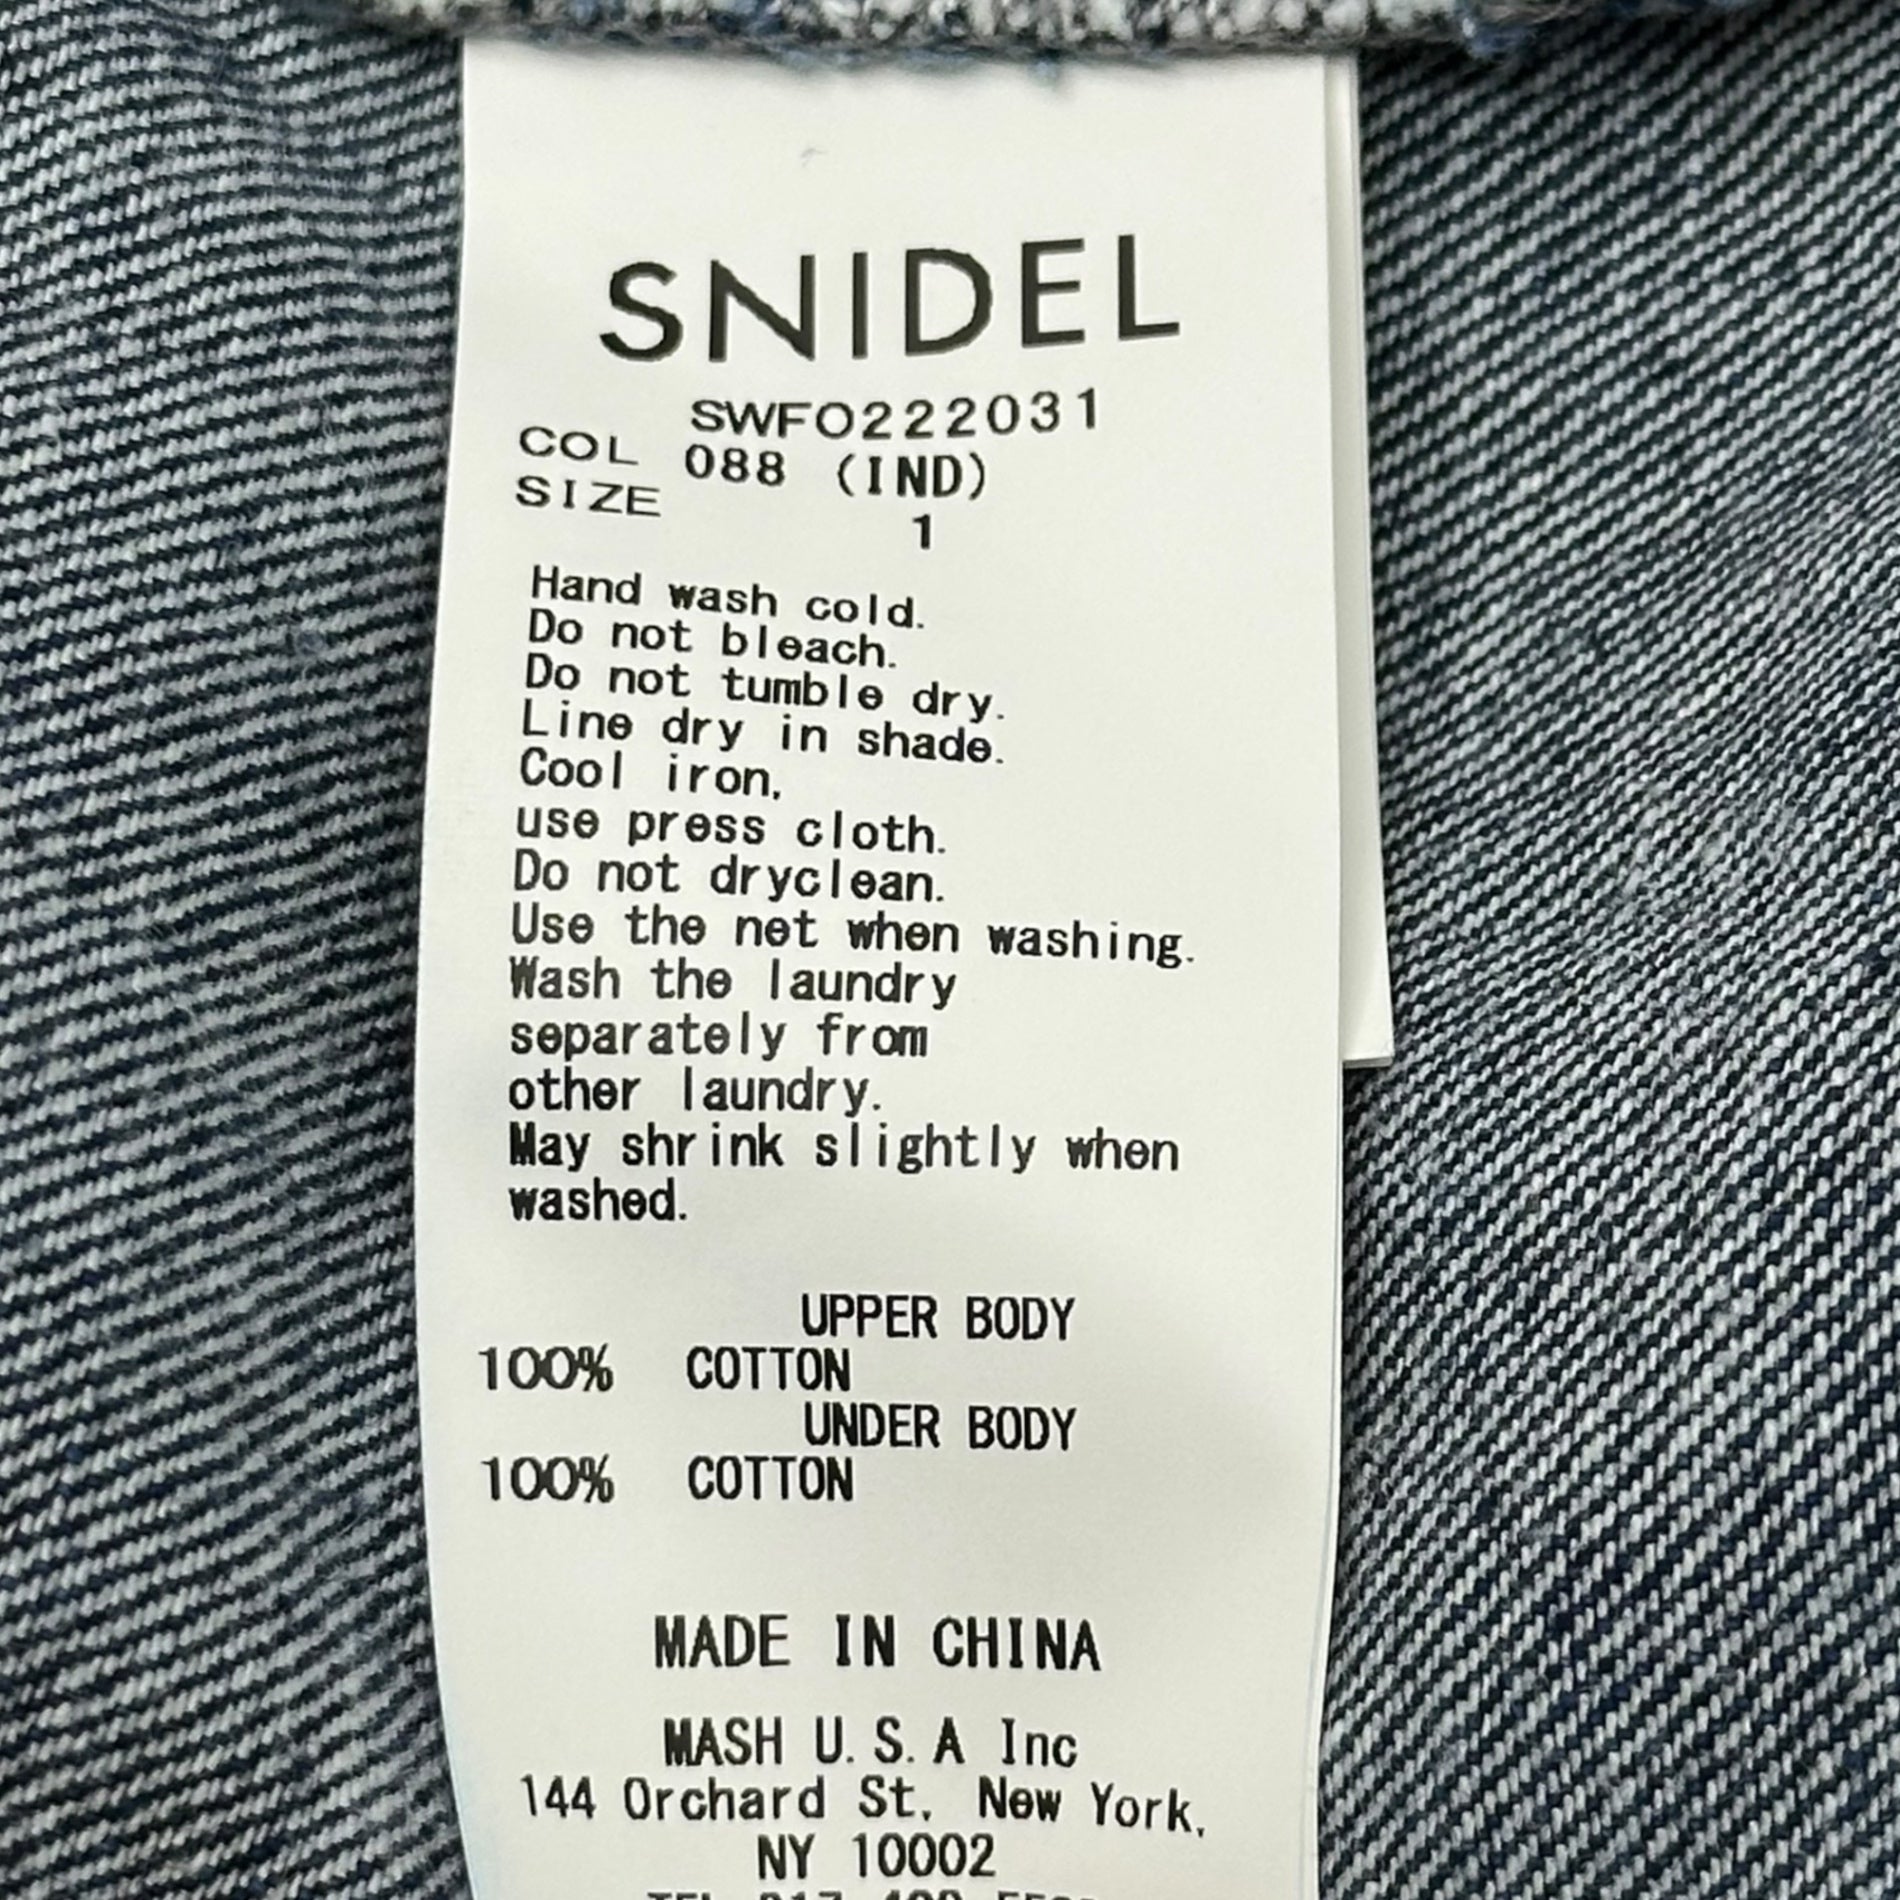 SNIDEL
SWFO222031
COL 088 (IND)
SIZE 1
Hand wash cold.
Do not bleach.
Do not tumble dry.
Line dry in shade.
Cool iron,
use press cloth.
Do not dryclean.
Use the net when washing.
Wash the laundry
separately from
other laundry.
May shrink slightly when
washed.
UPPER BODY
100% COTTON
UNDER BODY
100% COTTON
MADE IN CHINA
MASH U.S.A Inc
144 Orchard St, New York,
NY 10002